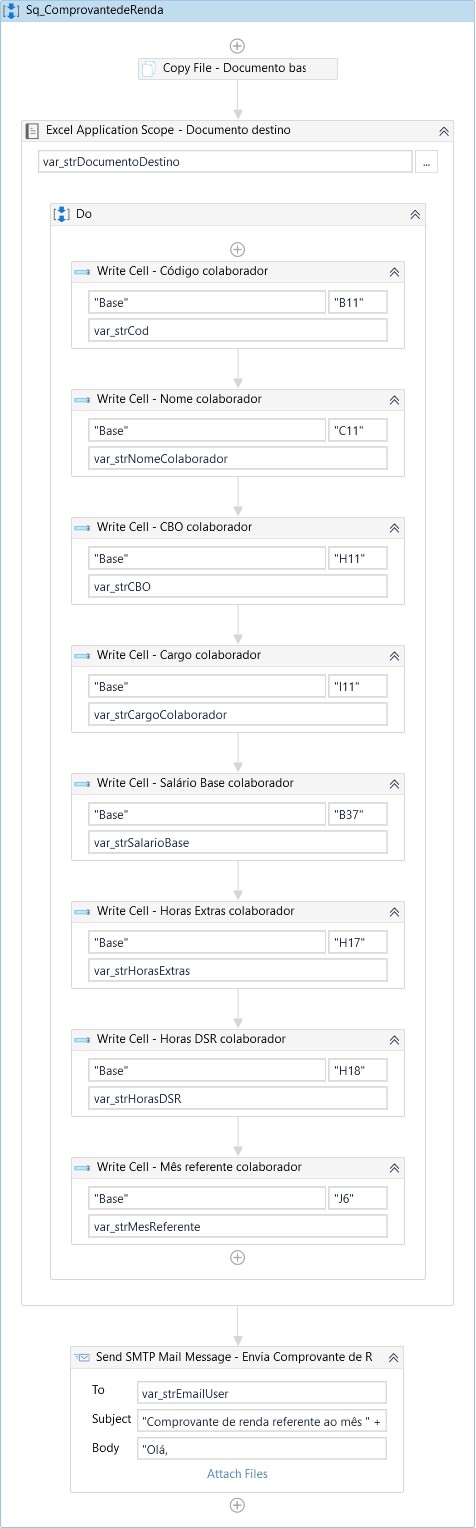 Sq_ComprovantedeRenda
Copy File - Documento bas
Excel Application Scope - Documento destino
var_strDocumentoDestino
...
Do
Write Cell - Código colaborador
"Base" "B11"
var_strCod
Write Cell - Nome colaborador
"Base" "C11"
var_strNomeColaborador
Write Cell - CBO colaborador
"Base" "H11"
var_strCBO
Write Cell - Cargo colaborador
"Base" "I11"
var_strCargoColaborador
Write Cell - Salário Base colaborador
"Base" "B37"
var_strSalarioBase
Write Cell - Horas Extras colaborador
"Base" "H17"
var_strHorasExtras
Write Cell - Horas DSR colaborador
"Base" "H18"
var_strHorasDSR
Write Cell - Mês referente colaborador
"Base" "J6"
var_strMesReferente
Send SMTP Mail Message - Envia Comprovante de R
To var_strEmailUser
Subject "Comprovante de renda referente ao mês " +
Body "Olá,
Attach Files